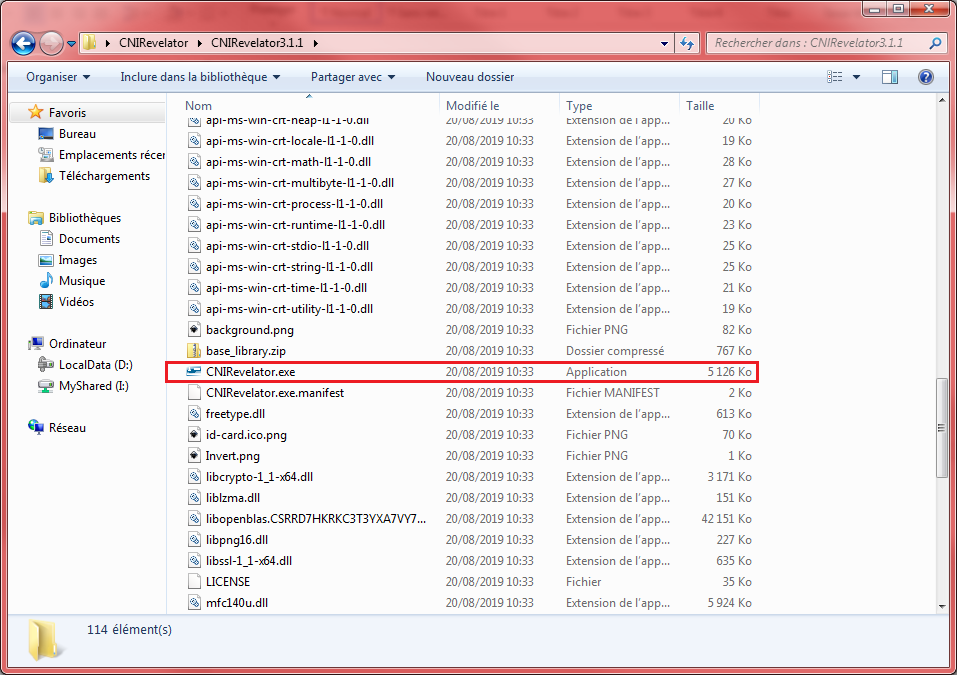 CNIRevelator ▸ CNIRevelator3.1.1 ▸
Rechercher dans : CNIRevelator3.1.1
Organiser Inclure dans la bibliothèque Partager avec Nouveau dossier
Favoris
Bureau
Emplacements récen
Téléchargements
Bibliothèques
Documents
Images
Musique
Vidéos
Ordinateur
LocalData (D:)
MyShared (I:)
Réseau
Nom Modifié le Type Taille
api-ms-win-crt-heap-l1-1-0.dll 20/08/2019 10:33 Extension de l'app... 20 Ko
api-ms-win-crt-locale-l1-1-0.dll 20/08/2019 10:33 Extension de l'app... 19 Ko
api-ms-win-crt-math-l1-1-0.dll 20/08/2019 10:33 Extension de l'app... 28 Ko
api-ms-win-crt-multibyte-l1-1-0.dll 20/08/2019 10:33 Extension de l'app... 27 Ko
api-ms-win-crt-process-l1-1-0.dll 20/08/2019 10:33 Extension de l'app... 20 Ko
api-ms-win-crt-runtime-l1-1-0.dll 20/08/2019 10:33 Extension de l'app... 23 Ko
api-ms-win-crt-stdio-l1-1-0.dll 20/08/2019 10:33 Extension de l'app... 25 Ko
api-ms-win-crt-string-l1-1-0.dll 20/08/2019 10:33 Extension de l'app... 25 Ko
api-ms-win-crt-time-l1-1-0.dll 20/08/2019 10:33 Extension de l'app... 21 Ko
api-ms-win-crt-utility-l1-1-0.dll 20/08/2019 10:33 Extension de l'app... 19 Ko
background.png 20/08/2019 10:33 Fichier PNG 82 Ko
base_library.zip 20/08/2019 10:33 Dossier compressé 767 Ko
CNIRevelator.exe 20/08/2019 10:33 Application 5 126 Ko
CNIRevelator.exe.manifest 20/08/2019 10:33 Fichier MANIFEST 2 Ko
freetype.dll 20/08/2019 10:33 Extension de l'app... 613 Ko
id-card.ico.png 20/08/2019 10:33 Fichier PNG 70 Ko
Invert.png 20/08/2019 10:33 Fichier PNG 1 Ko
libcrypto-1_1-x64.dll 20/08/2019 10:33 Extension de l'app... 3 171 Ko
liblzma.dll 20/08/2019 10:33 Extension de l'app... 151 Ko
libopenblas.CSRRD7HKRKC3T3YXA7VY7... 20/08/2019 10:33 Extension de l'app... 42 151 Ko
libpng16.dll 20/08/2019 10:33 Extension de l'app... 227 Ko
libssl-1_1-x64.dll 20/08/2019 10:33 Extension de l'app... 635 Ko
LICENSE 20/08/2019 10:33 Fichier 35 Ko
mfc140u.dll 20/08/2019 10:33 Extension de l'app... 5 924 Ko
114 élément(s)